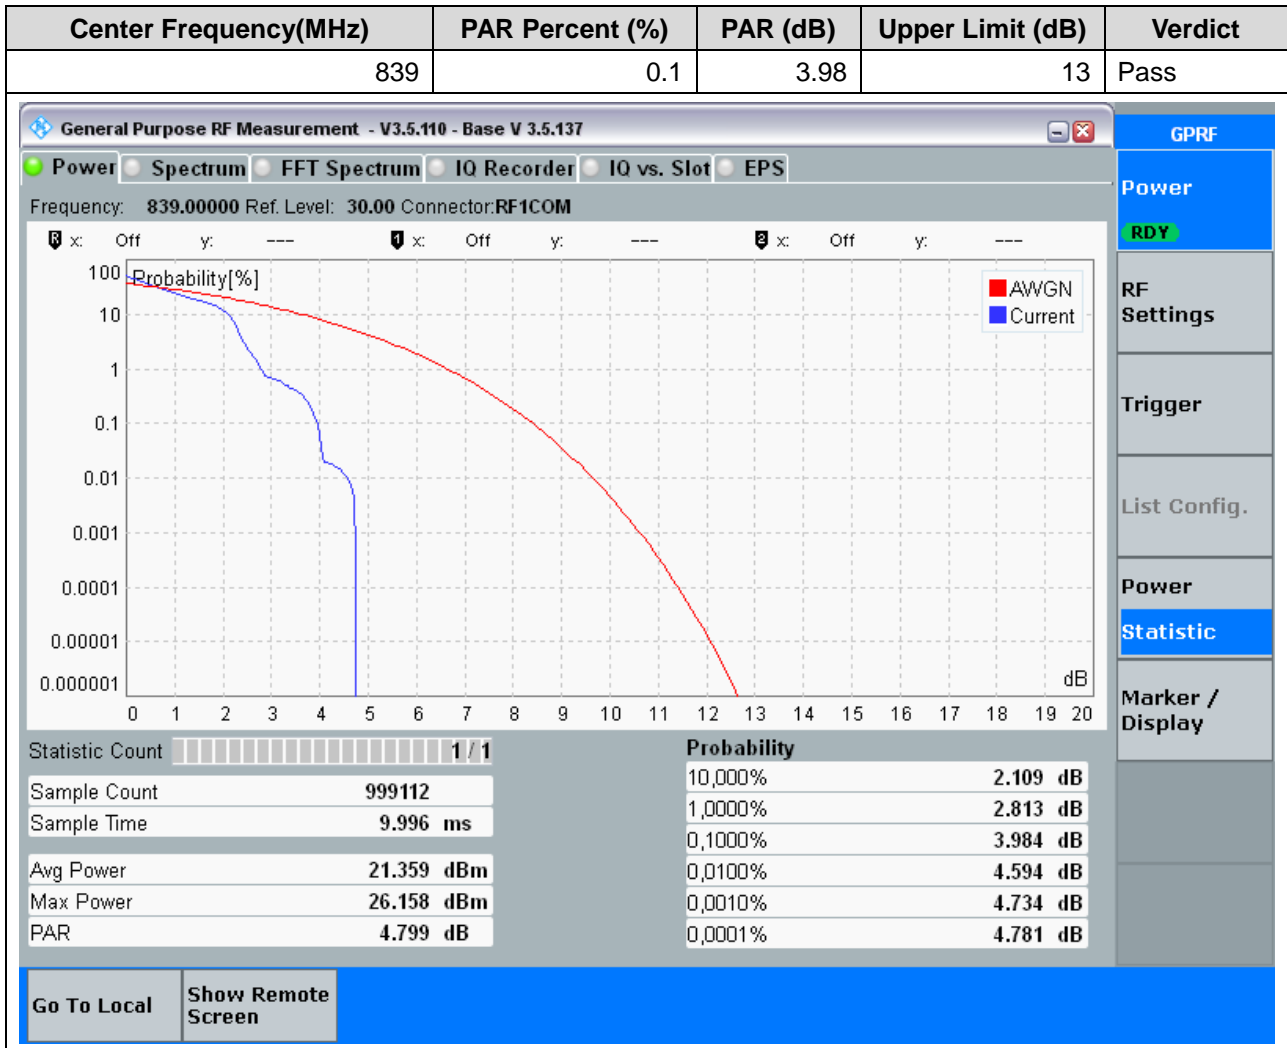 Center Frequency(MHz) PAR Percent (%) PAR (dB) Upper Limit (dB) Verdict
839 0.1 3.98 13 Pass
General Purpose RF Measurement - V3.5.110 - Base V 3.5.137
GPRF
Power Spectrum FFT Spectrum IQ Recorder IQ vs. Slot EPS
Frequency: 839.00000 Ref. Level: 30.00 Connector:RF1COM
R x: Off y: --- 1 x: Off y: --- 2 x: Off y: ---
Probability[%]
AWGN
Current
100
10
1
0.1
0.01
0.001
0.0001
0.00001
0.000001
dB
0 1 2 3 4 5 6 7 8 9 10 11 12 13 14 15 16 17 18 19 20
Statistic Count 1 / 1
Sample Count 999112
Sample Time 9.996 ms
Avg Power 21.359 dBm
Max Power 26.158 dBm
PAR 4.799 dB
Probability
10,000% 2.109 dB
1,0000% 2.813 dB
0,1000% 3.984 dB
0,0100% 4.594 dB
0,0010% 4.734 dB
0,0001% 4.781 dB
Power
RDY
RF
Settings
Trigger
List Config.
Power
Statistic
Marker /
Display
Go To Local
Show Remote
Screen